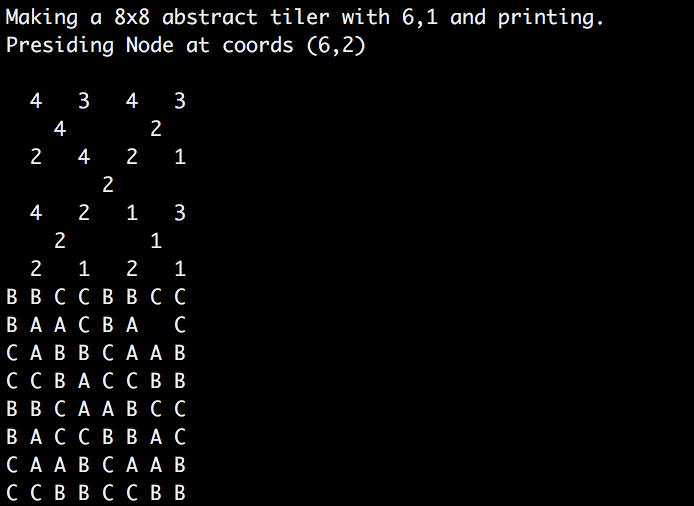 Making a 8x8 abstract tiler with 6,1 and printing.
Presiding Node at coords (6,2)

  4   3   4   3
    4       2
  2   4   2   1
        2
  4   2   1   3
    2       1
  2   1   2   1
B B C C B B C C
B A A C B A   C
C A B B C A A B
C C B A C C B B
B B C A A B C C
B A C C B B A C
C A A B C A A B
C C B B C C B B